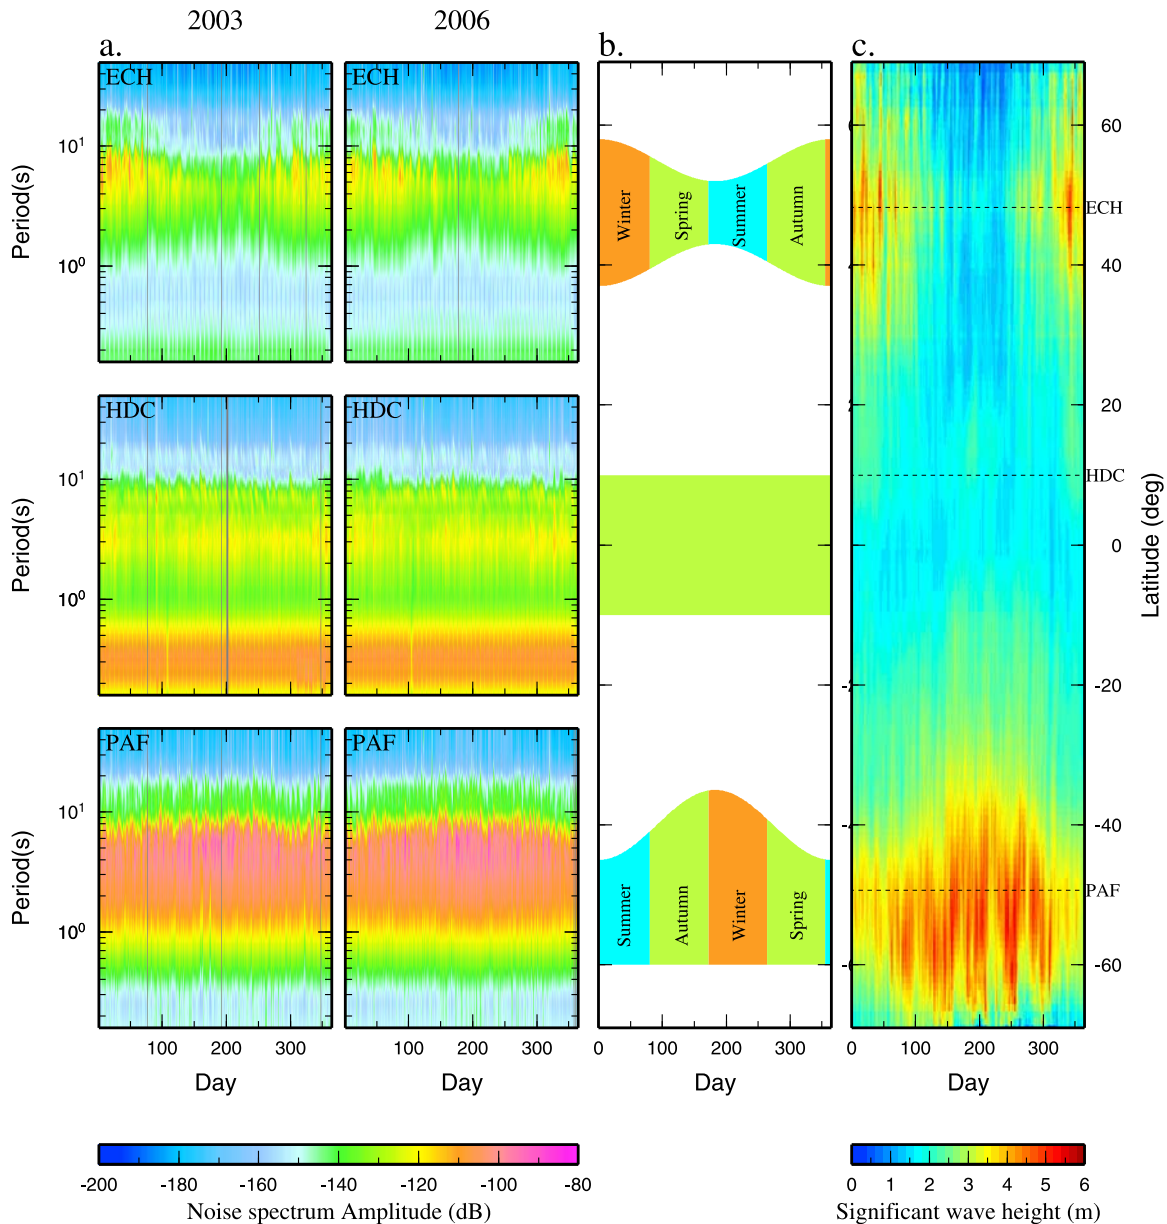 2003
2006
a.
b.
c.
ECH
ECH
HDC
HDC
PAF
PAF
Period(s)
10¹
10⁰
Period(s)
10¹
10⁰
Period(s)
10¹
10⁰
100
200
300
Day
100
200
300
Day
Winter
Spring
Summer
Autumn
Summer
Autumn
Winter
Spring
0
100
200
300
Day
0
100
200
300
Day
60
ECH
40
20
HDC
0
-20
-40
PAF
-60
Latitude (deg)
-200
-180
-160
-140
-120
-100
-80
Noise spectrum Amplitude (dB)
0
1
2
3
4
5
6
Significant wave height (m)